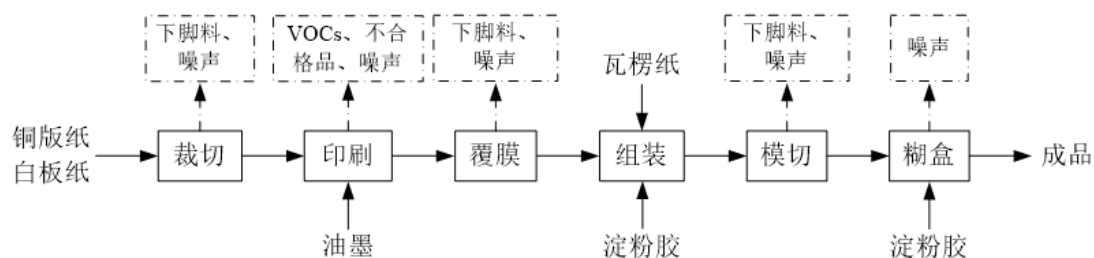 下脚料、
噪声
VOCs、不合
格品、噪声
下脚料、
噪声
瓦楞纸
下脚料、
噪声
噪声
铜版纸
白板纸
裁切
印刷
覆膜
组装
模切
糊盒
成品
油墨
淀粉胶
淀粉胶